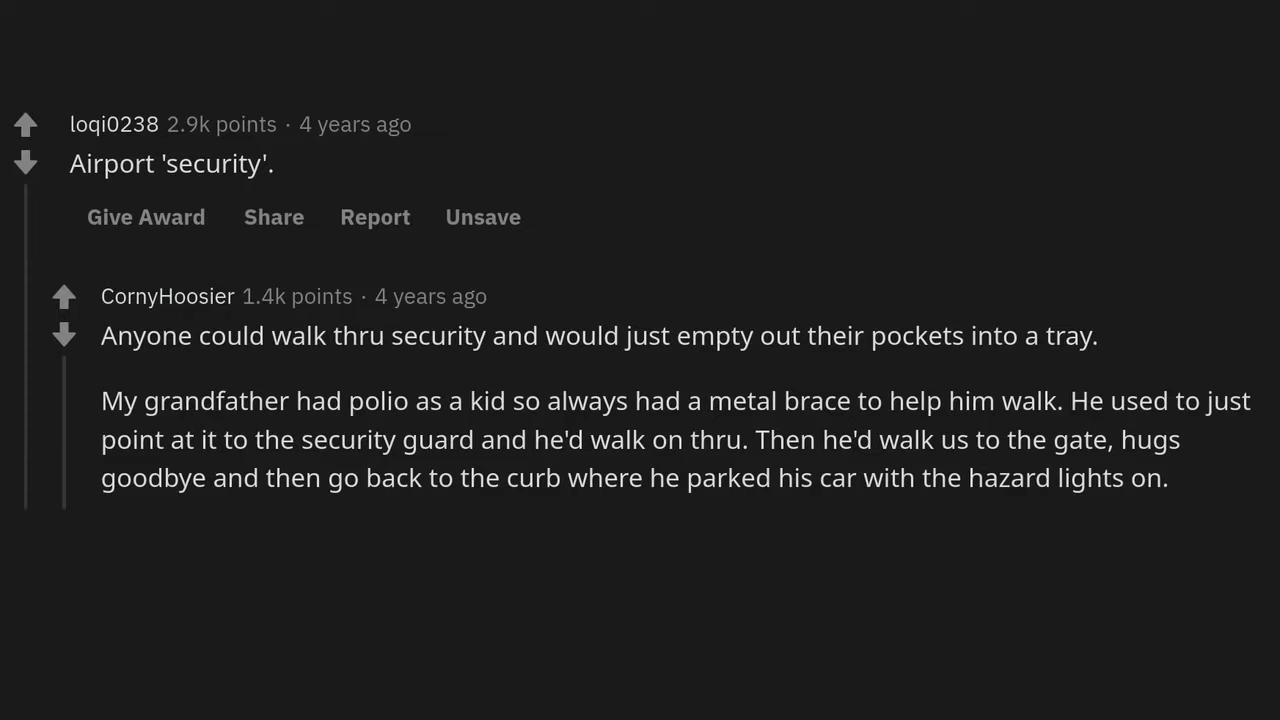 loqi0238 2.9k points · 4 years ago
Airport 'security'.
Give Award Share Report Unsave
CornyHoosier 1.4k points · 4 years ago
Anyone could walk thru security and would just empty out their pockets into a tray.
My grandfather had polio as a kid so always had a metal brace to help him walk. He used to just
point at it to the security guard and he'd walk on thru. Then he'd walk us to the gate, hugs
goodbye and then go back to the curb where he parked his car with the hazard lights on.